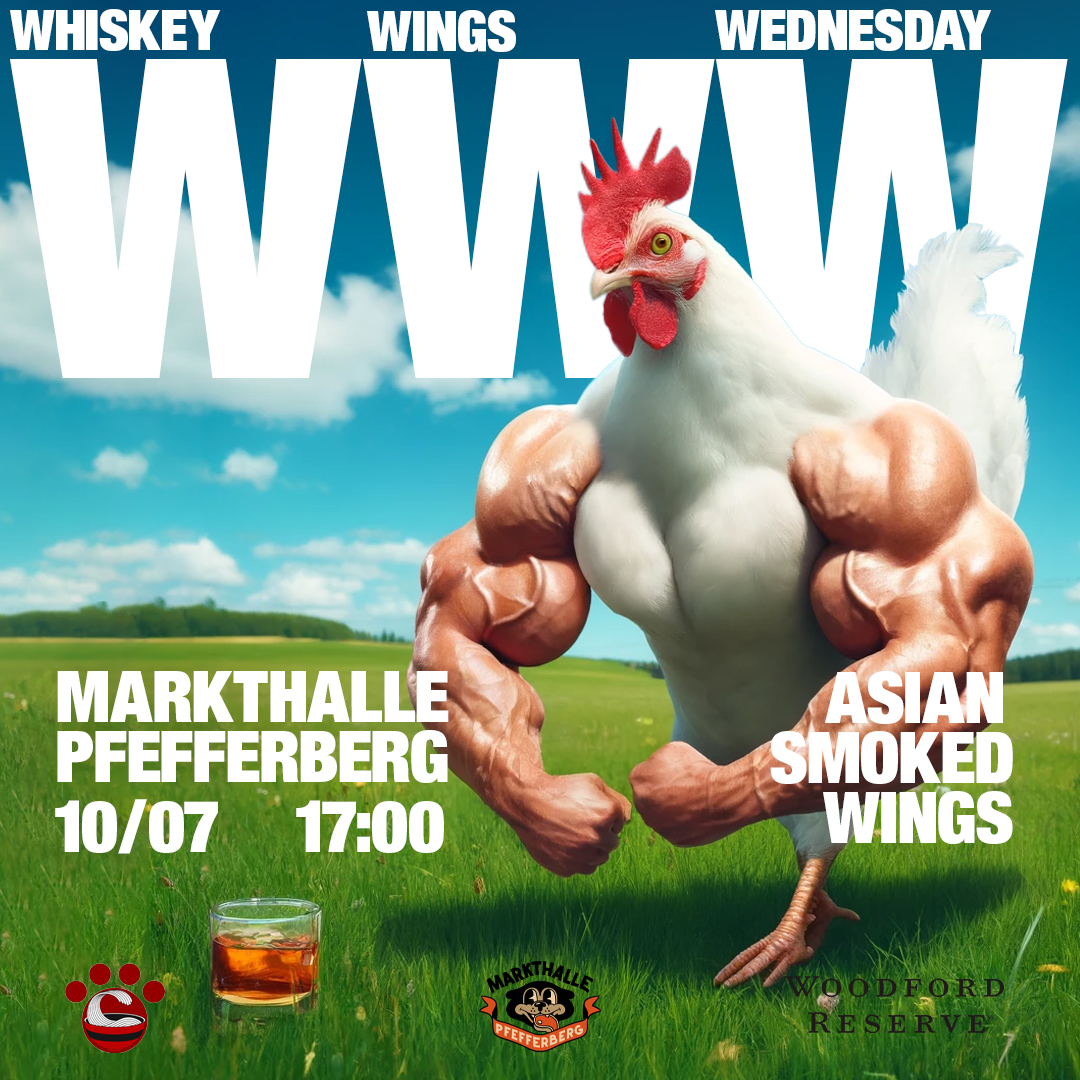 WHISKEY WINGS WEDNESDAY
WWW
MARKTHALLE
PFEFFERBERG
10/07 17:00
ASIAN
SMOKED
WINGS
MARKTHALLE
PFEFFERBERG
WOODFORD
RESERVE